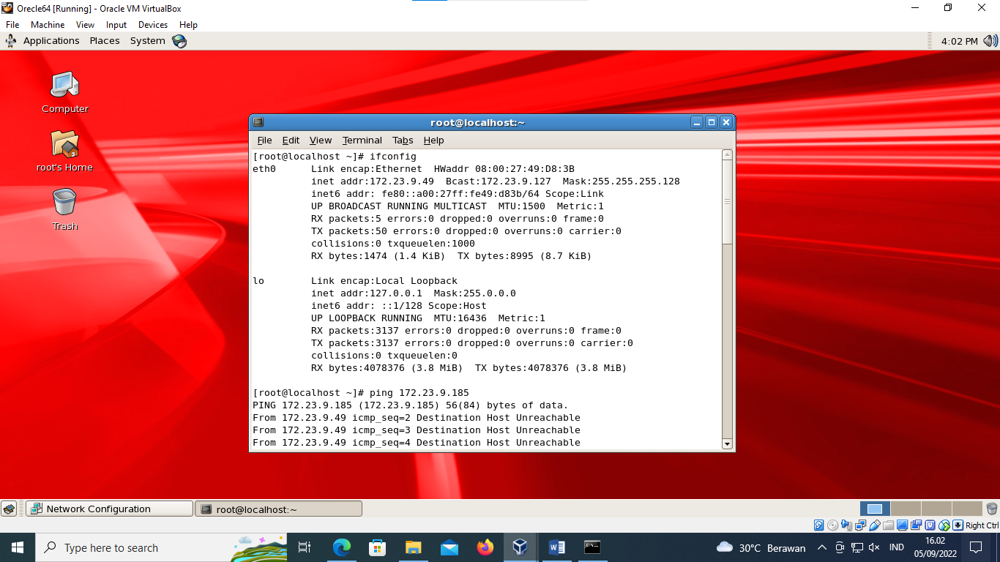 Orecle64 [Running] - Oracle VM VirtualBox
File Machine View Input Devices Help
Applications Places System
4:02 PM
Computer
root's Home
Trash
root@localhost:~
File Edit View Terminal Tabs Help
[root@localhost ~]# ifconfig
eth0      Link encap:Ethernet  HWaddr 08:00:27:49:D8:3B
          inet addr:172.23.9.49  Bcast:172.23.9.127  Mask:255.255.255.128
          inet6 addr: fe80::a00:27ff:fe49:d83b/64 Scope:Link
          UP BROADCAST RUNNING MULTICAST  MTU:1500  Metric:1
          RX packets:5 errors:0 dropped:0 overruns:0 frame:0
          TX packets:50 errors:0 dropped:0 overruns:0 carrier:0
          collisions:0 txqueuelen:1000
          RX bytes:1474 (1.4 KiB)  TX bytes:8995 (8.7 KiB)
lo        Link encap:Local Loopback
          inet addr:127.0.0.1  Mask:255.0.0.0
          inet6 addr: ::1/128 Scope:Host
          UP LOOPBACK RUNNING  MTU:16436  Metric:1
          RX packets:3137 errors:0 dropped:0 overruns:0 frame:0
          TX packets:3137 errors:0 dropped:0 overruns:0 carrier:0
          collisions:0 txqueuelen:0
          RX bytes:4078376 (3.8 MiB)  TX bytes:4078376 (3.8 MiB)
[root@localhost ~]# ping 172.23.9.185
PING 172.23.9.185 (172.23.9.185) 56(84) bytes of data.
From 172.23.9.49 icmp_seq=2 Destination Host Unreachable
From 172.23.9.49 icmp_seq=3 Destination Host Unreachable
From 172.23.9.49 icmp_seq=4 Destination Host Unreachable
Network Configuration
root@localhost:~
Right Ctrl
Type here to search
30°C Berawan
IND
16.02
05/09/2022